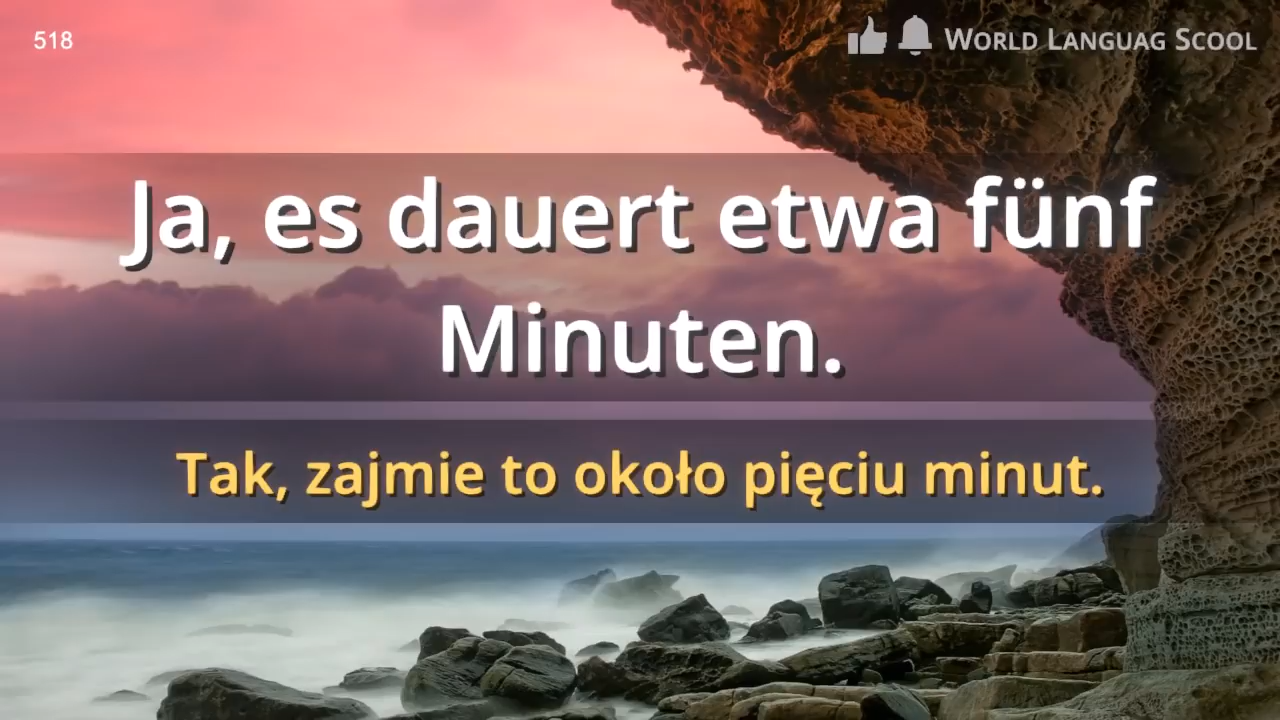 518
WORLD LANGUAG SCOOL
Ja, es dauert etwa fünf
Minuten.
Tak, zajmie to około pięciu minut.